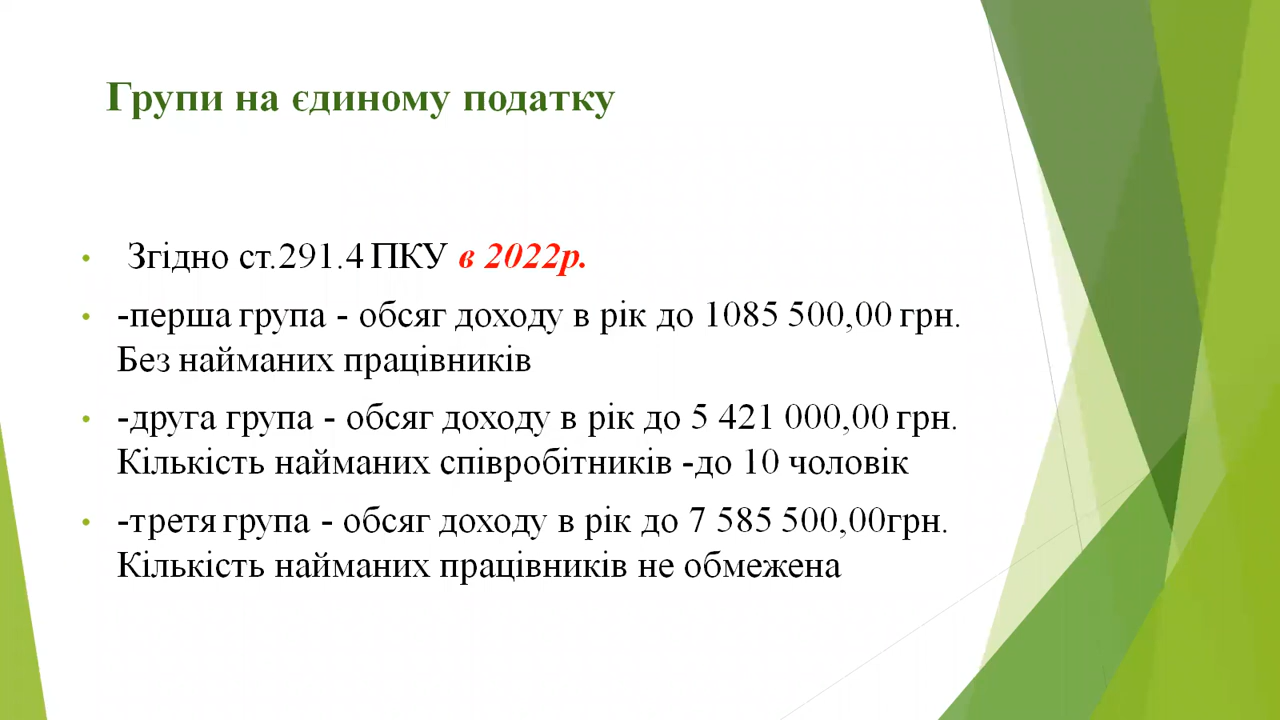 Групи на єдиному податку
• Згідно ст.291.4 ПКУ в 2022р.
• -перша група - обсяг доходу в рік до 1085 500,00 грн.
Без найманих працівників
• -друга група - обсяг доходу в рік до 5 421 000,00 грн.
Кількість найманих співробітників -до 10 чоловік
• -третя група - обсяг доходу в рік до 7 585 500,00грн.
Кількість найманих працівників не обмежена